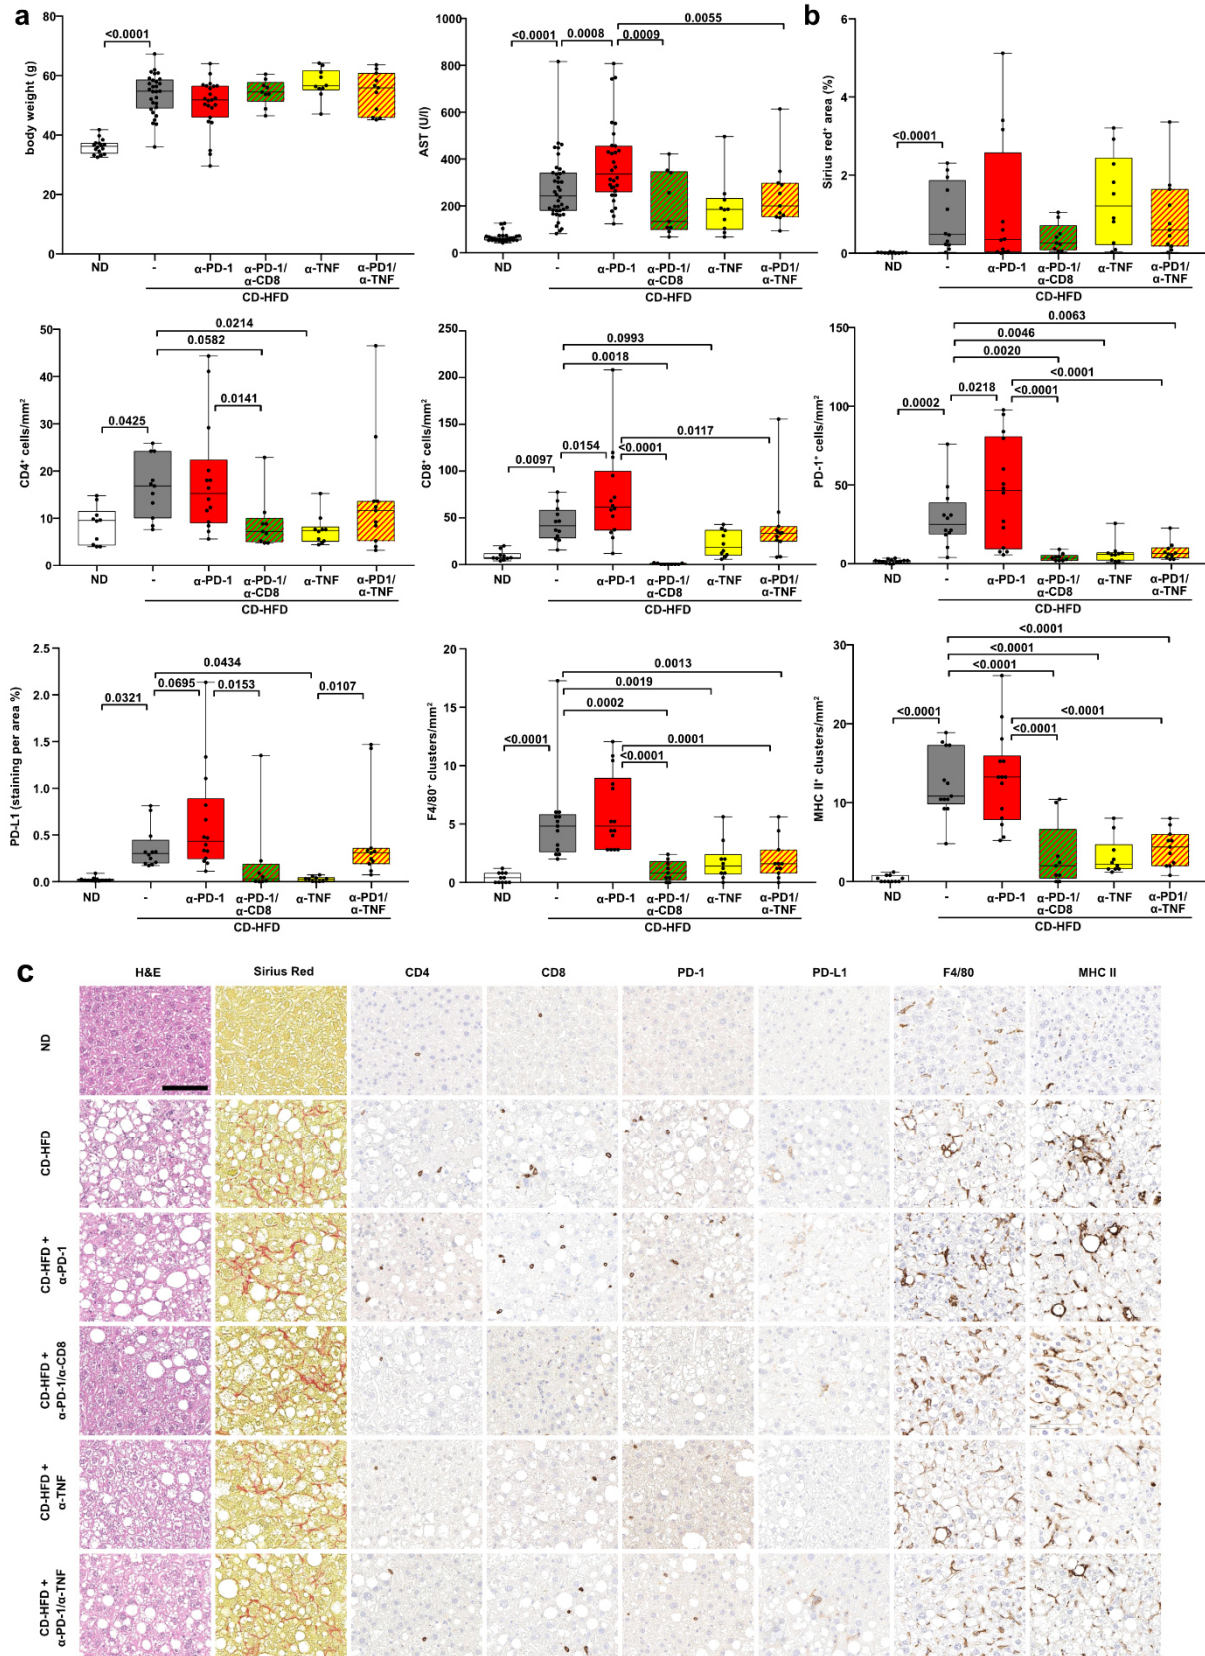 a
b
body weight (g)
80
60
40
20
0
<0.0001
ND
-
α-PD-1
α-PD-1/
α-CD8
α-TNF
α-PD1/
α-TNF
CD-HFD
AST (U/l)
1000
800
600
400
200
0
<0.0001
0.0008
0.0009
0.0055
ND
-
α-PD-1
α-PD-1/
α-CD8
α-TNF
α-PD1/
α-TNF
CD-HFD
Sirius red⁺ area (%)
6
4
2
0
<0.0001
ND
-
α-PD-1
α-PD-1/
α-CD8
α-TNF
α-PD1/
α-TNF
CD-HFD
CD4⁺ cells/mm²
50
40
30
20
10
0
0.0214
0.0582
0.0141
0.0425
ND
-
α-PD-1
α-PD-1/
α-CD8
α-TNF
α-PD1/
α-TNF
CD-HFD
CD8⁺ cells/mm²
250
200
150
100
50
0
0.0993
0.0018
0.0117
0.0154
<0.0001
0.0097
ND
-
α-PD-1
α-PD-1/
α-CD8
α-TNF
α-PD1/
α-TNF
CD-HFD
PD-1⁺ cells/mm²
150
100
50
0
0.0063
0.0046
0.0020
<0.0001
0.0218
<0.0001
0.0002
ND
-
α-PD-1
α-PD-1/
α-CD8
α-TNF
α-PD1/
α-TNF
CD-HFD
PD-L1 (staining per area %)
2.5
2.0
1.5
1.0
0.5
0.0
0.0434
0.0695
0.0153
0.0107
0.0321
ND
-
α-PD-1
α-PD-1/
α-CD8
α-TNF
α-PD1/
α-TNF
CD-HFD
F4/80⁺ clusters/mm²
20
15
10
5
0
0.0013
0.0019
0.0002
0.0001
<0.0001
<0.0001
ND
-
α-PD-1
α-PD-1/
α-CD8
α-TNF
α-PD1/
α-TNF
CD-HFD
MHC II⁺ clusters/mm²
30
20
10
0
<0.0001
<0.0001
<0.0001
<0.0001
<0.0001
<0.0001
ND
-
α-PD-1
α-PD-1/
α-CD8
α-TNF
α-PD1/
α-TNF
CD-HFD
c
H&E
Sirius Red
CD4
CD8
PD-1
PD-L1
F4/80
MHC II
ND
CD-HFD
CD-HFD +
α-PD-1
CD-HFD +
α-PD-1/α-CD8
CD-HFD +
α-TNF
CD-HFD +
α-PD-1/α-TNF